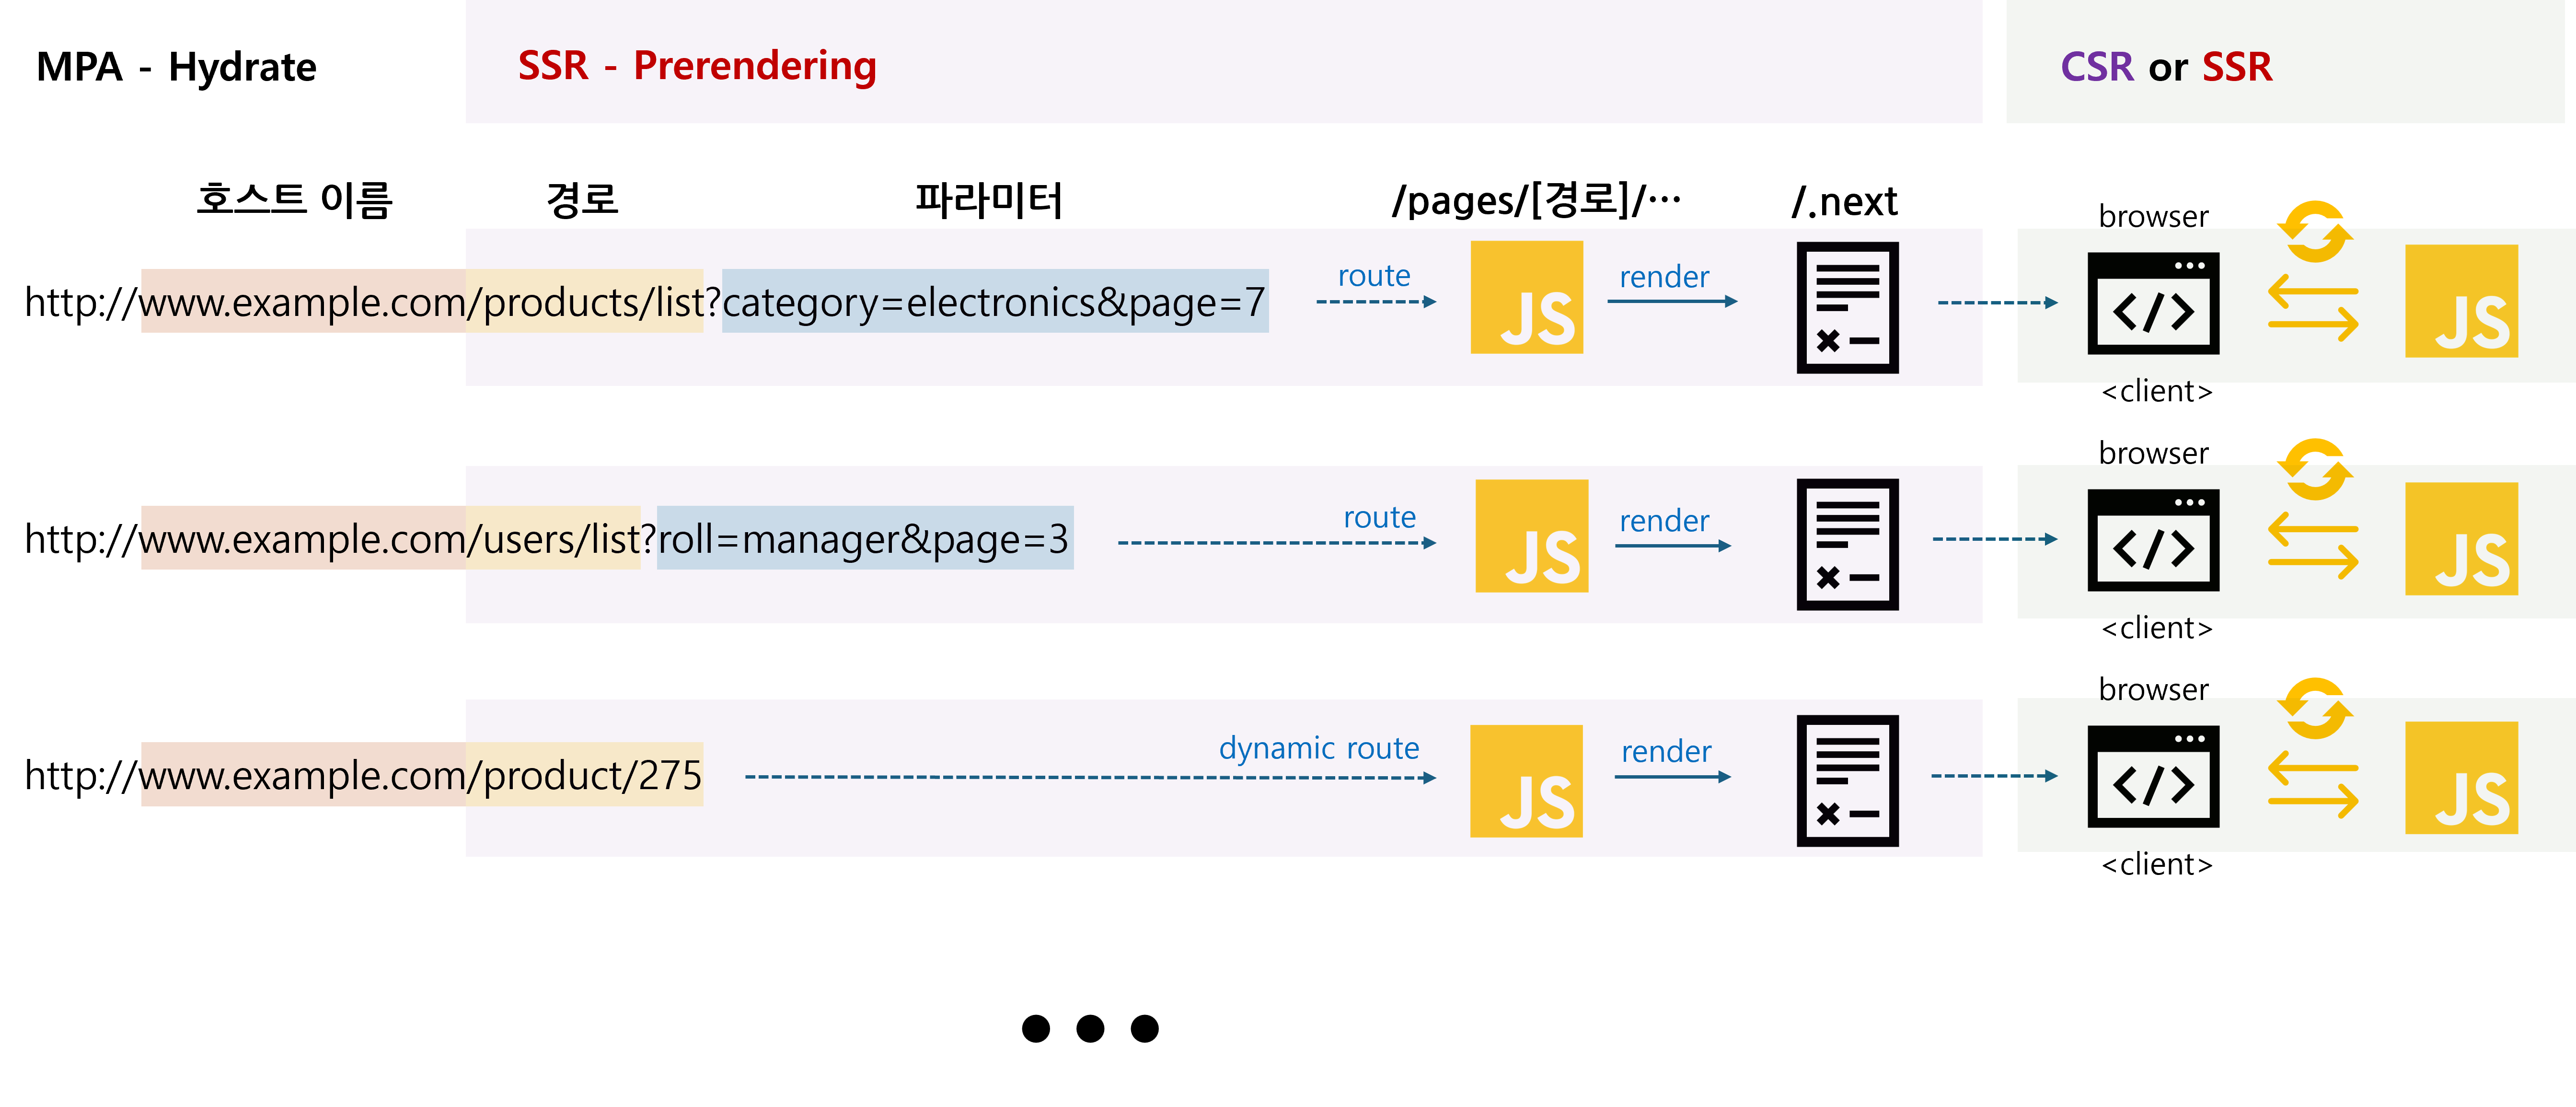 MPA - Hydrate
SSR - Prerendering
CSR or SSR
호스트 이름
경로
파라미터
/pages/[경로]/…
/.next
browser
http://www.example.com/products/list?category=electronics&page=7
route
JS
render
JS
<client>
browser
http://www.example.com/users/list?roll=manager&page=3
route
JS
render
JS
<client>
browser
http://www.example.com/product/275
dynamic route
JS
render
JS
<client>